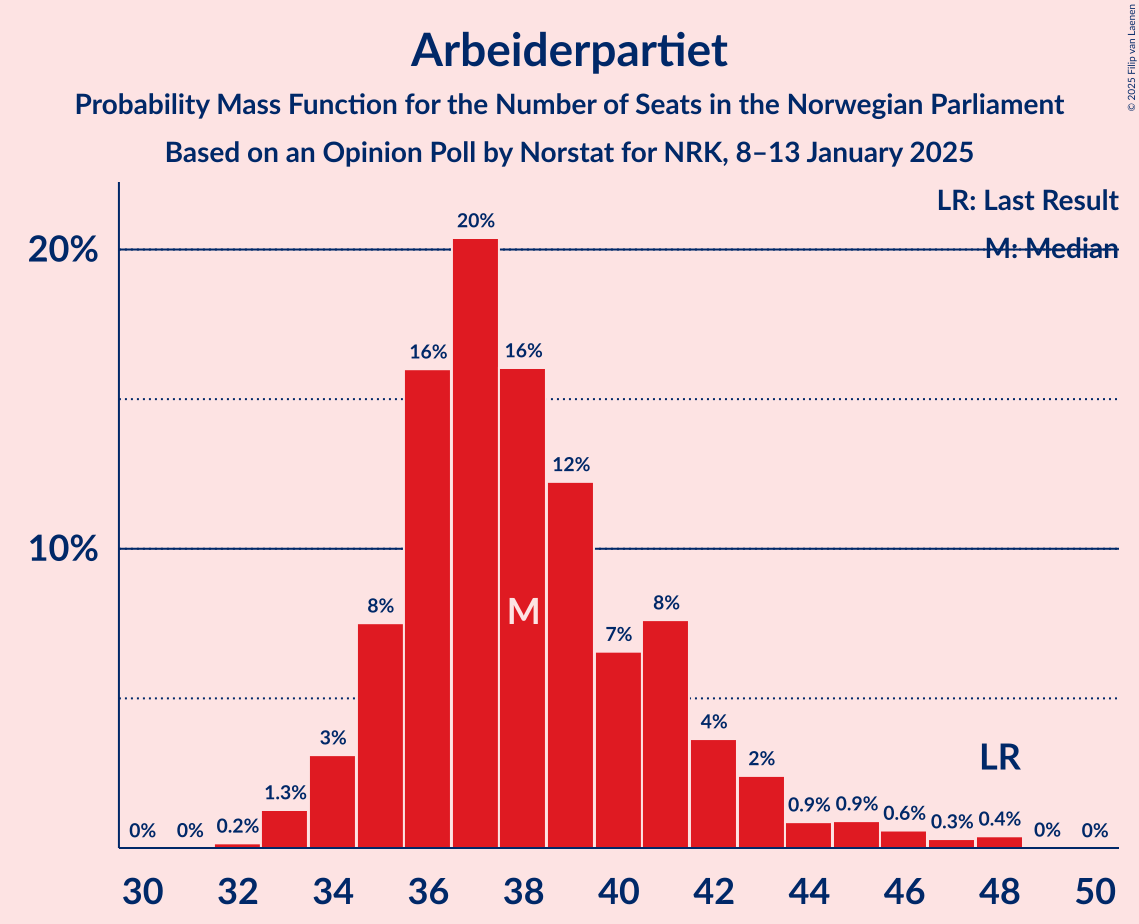 Arbeiderpartiet
Probability Mass Function for the Number of Seats in the Norwegian Parliament
Based on an Opinion Poll by Norstat for NRK, 8–13 January 2025
© 2025 Filip van Laenen
LR: Last Result
M: Median
20%
10%
0%
0%
0.2%
1.3%
3%
8%
16%
20%
16%
12%
7%
8%
4%
2%
0.9%
0.9%
0.6%
0.3%
0.4%
0%
0%
M
LR
30 32 34 36 38 40 42 44 46 48 50